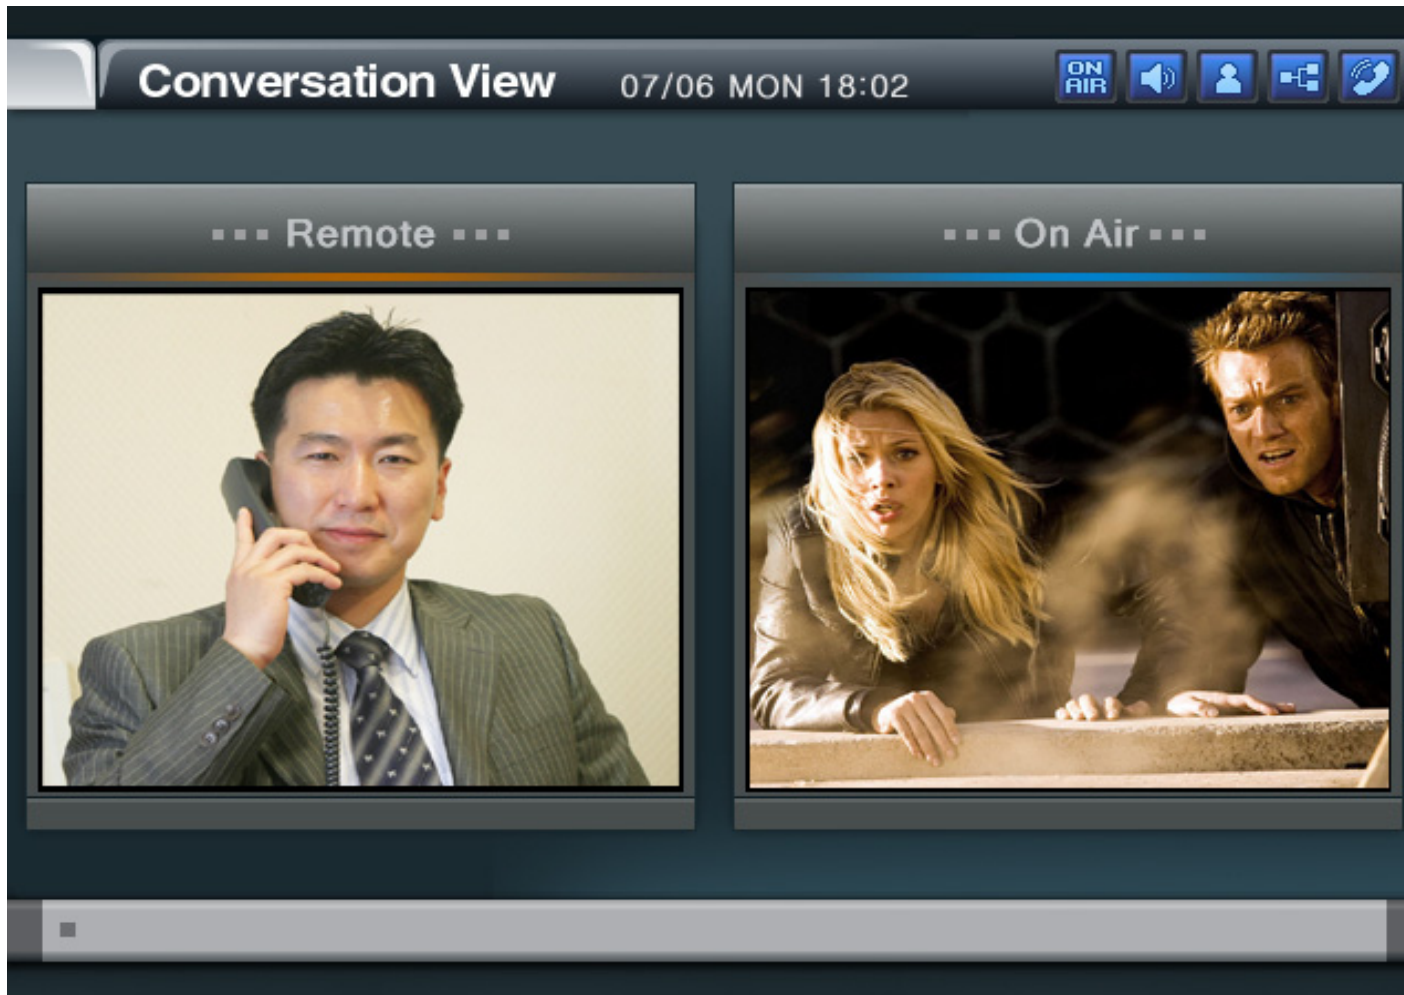 Conversation View 07/06 MON 18:02
ON
AIR
Remote
On Air